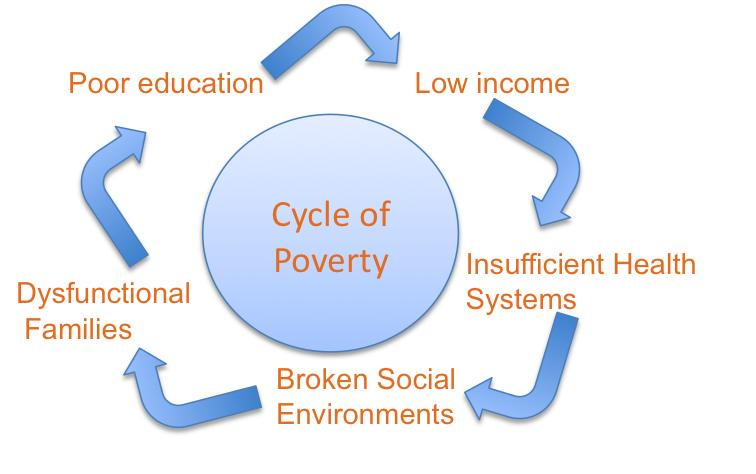 Poor education
Low income
Cycle of
Poverty
Insufficient Health
Systems
Dysfunctional
Families
Broken Social
Environments